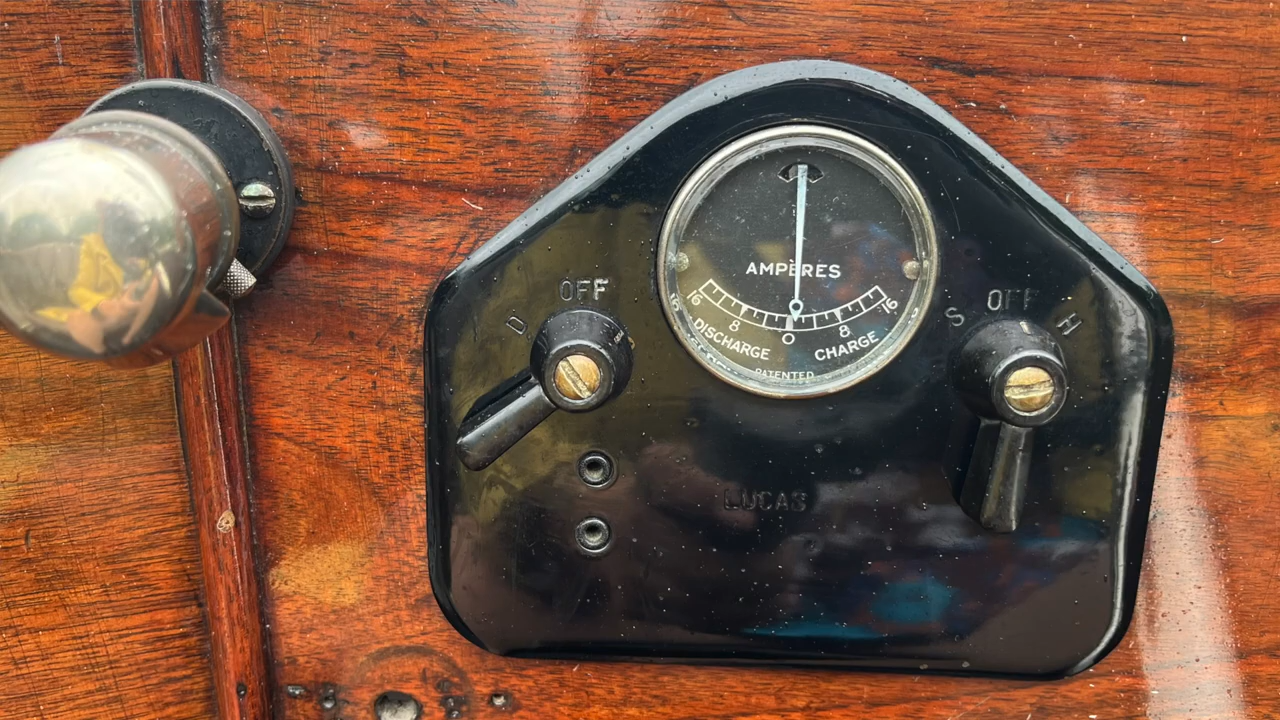 AMPÈRES
16 8 0 8 16
DISCHARGE CHARGE
PATENTED
D OFF
S OFF H
LUCAS